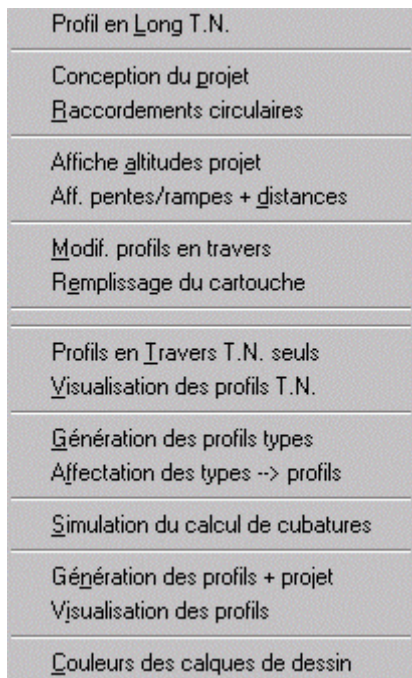 Profil en Long T.N.
Conception du projet
Raccordements circulaires
Affiche altitudes projet
Aff. pentes/rampes + distances
Modif. profils en travers
Remplissage du cartouche
Profils en Travers T.N. seuls
Visualisation des profils T.N.
Génération des profils types
Affectation des types --> profils
Simulation du calcul de cubatures
Génération des profils + projet
Visualisation des profils
Couleurs des calques de dessin